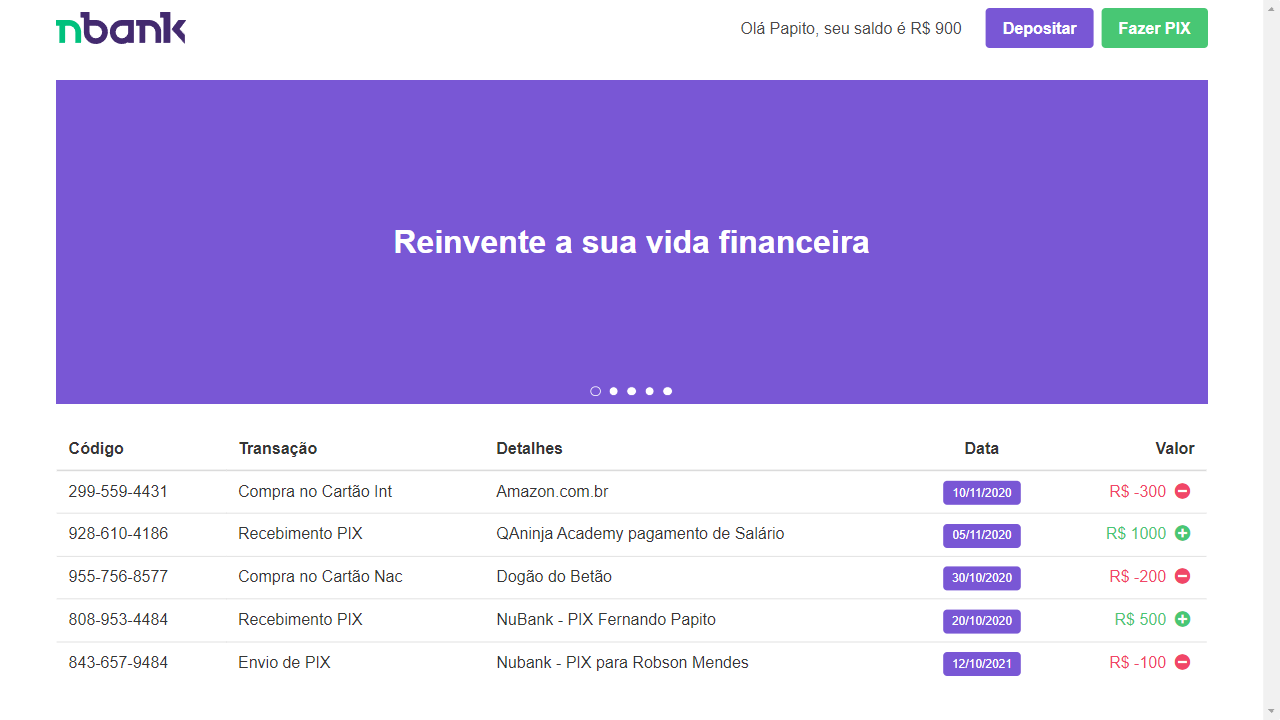 nbank
Olá Papito, seu saldo é R$ 900 Depositar Fazer PIX
Reinvente a sua vida financeira
Código Transação Detalhes Data Valor
299-559-4431 Compra no Cartão Int Amazon.com.br 10/11/2020 R$ -300
928-610-4186 Recebimento PIX QAninja Academy pagamento de Salário 05/11/2020 R$ 1000
955-756-8577 Compra no Cartão Nac Dogão do Betão 30/10/2020 R$ -200
808-953-4484 Recebimento PIX NuBank - PIX Fernando Papito 20/10/2020 R$ 500
843-657-9484 Envio de PIX Nubank - PIX para Robson Mendes 12/10/2021 R$ -100